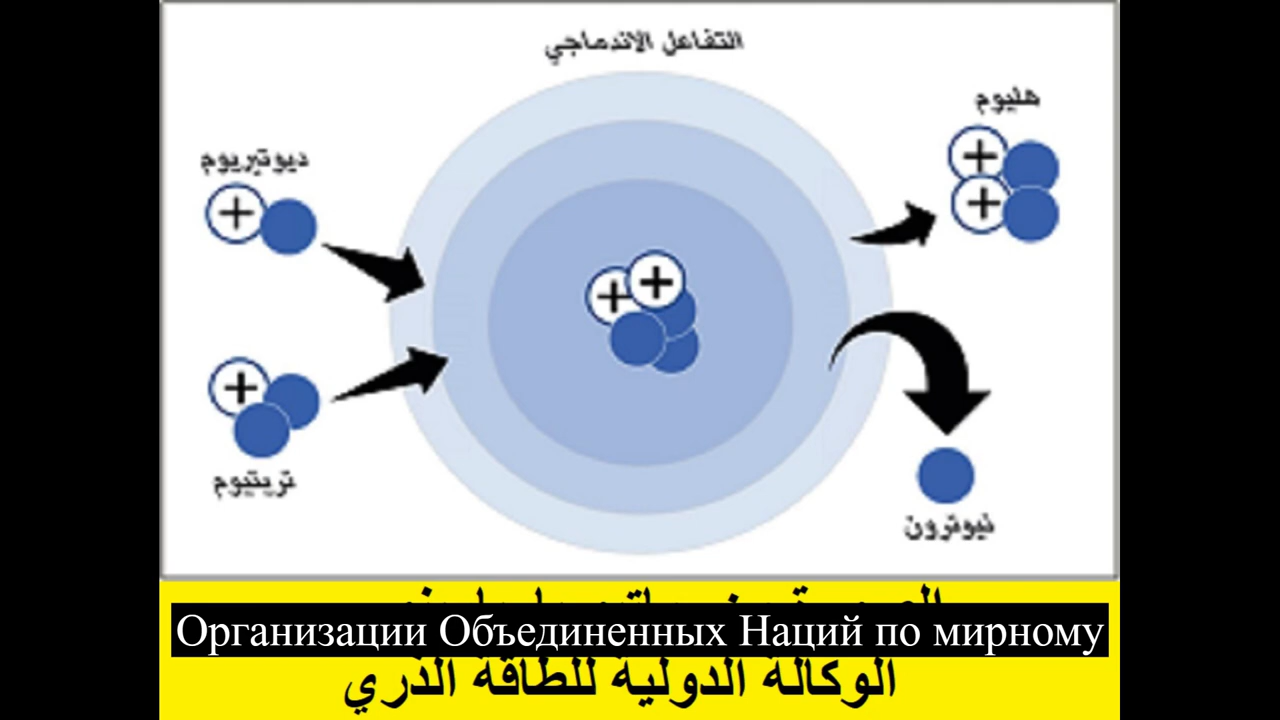 التفاعل الاندماجي
هليوم
ديوتيريوم
تريتيوم
نيوترون
Организации Объединенных Наций по мирному
الوكالة الدولية للطاقة الذري